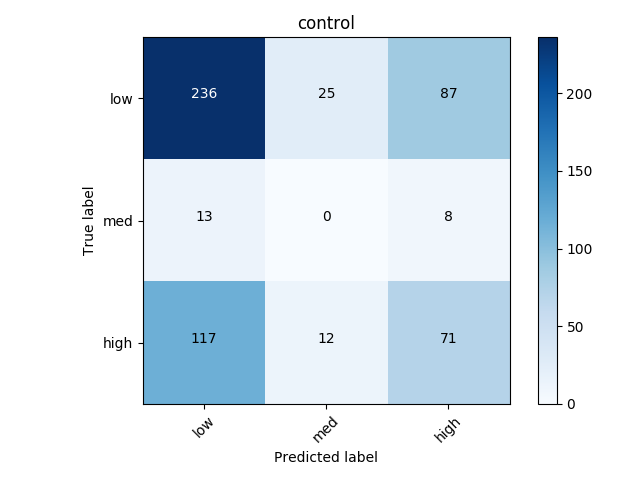 control
True label
low
236 25 87
med
13 0 8
high
117 12 71
low med high
Predicted label
200
150
100
50
0